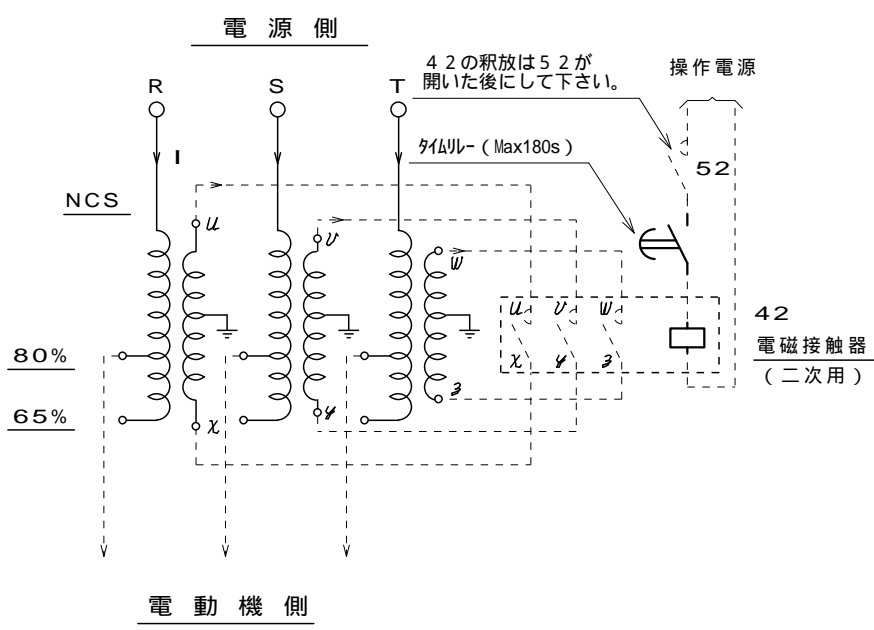 電源側
42の釈放は52が
開いた後にして下さい。
操作電源
R
S
T
I
タイムリレー(Max180s)
52
NCS
u
v
w
u
v
w
42
電磁接触器
(二次用)
x
y
z
80%
65%
z
y
x
電動機側